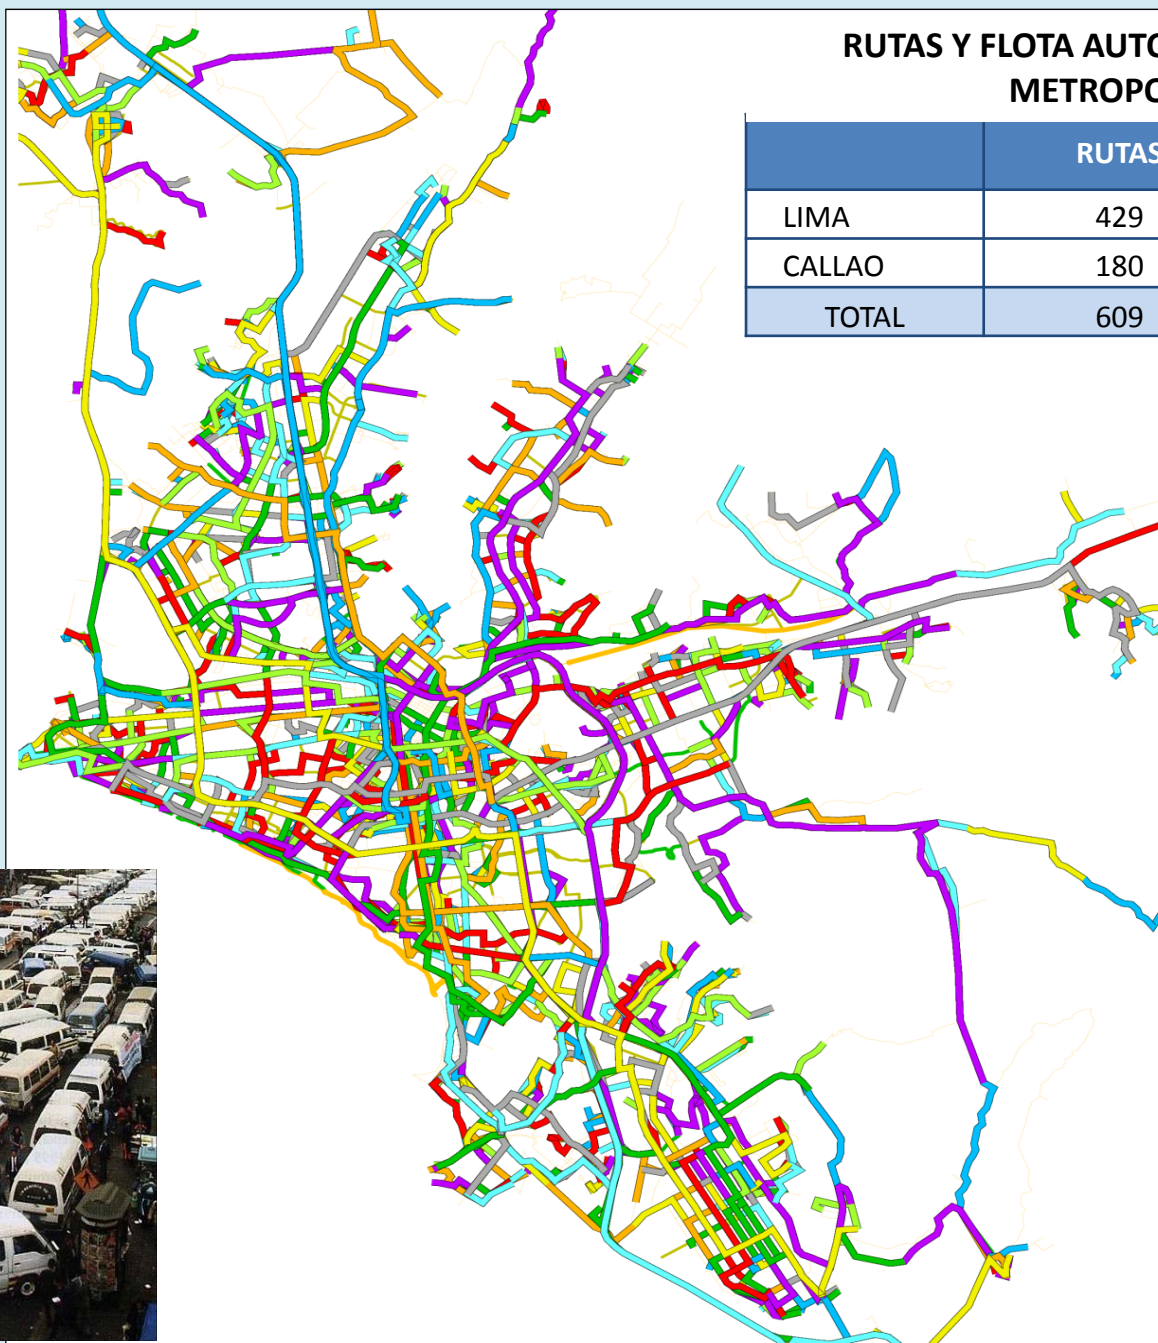 RUTAS Y FLOTA AUTO
METROPO
RUTAS
LIMA 429
CALLAO 180
TOTAL 609